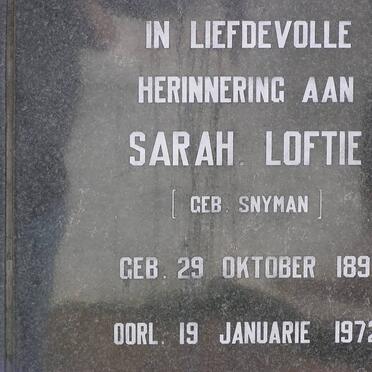 IN LIEFDEVOLLE
HERINNERING AAN
SARAH. LOFTIE
[ GEB. SNYMAN ]
GEB. 29 OKTOBER 189
OORL. 19 JANUARIE 1972